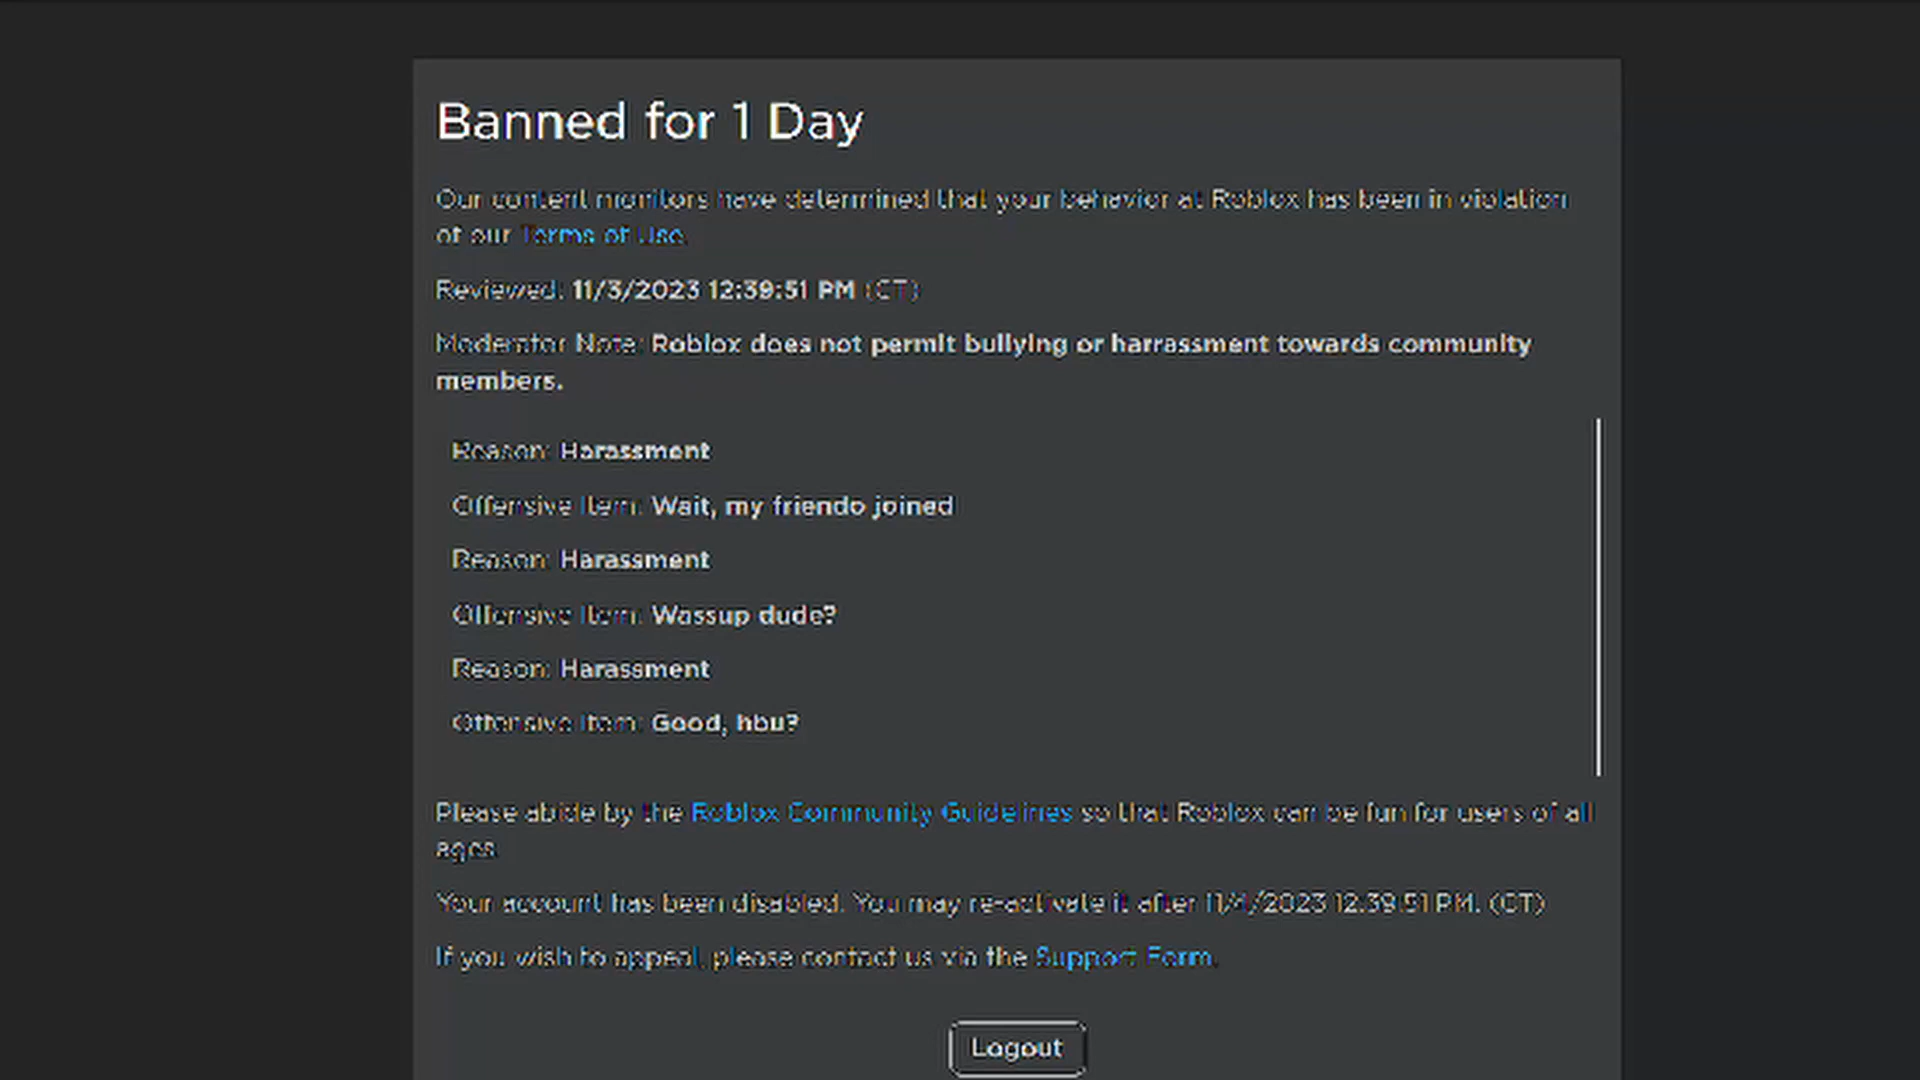 Banned for 1 Day
Our content monitors have determined that your behavior at Roblox has been in violation
of our Terms of Use.
Reviewed: 11/3/2023 12:39:51 PM (CT)
Moderator Note: Roblox does not permit bullying or harrassment towards community
members.
Reason: Harassment
Offensive Item: Wait, my friendo joined
Reason: Harassment
Offensive Item: Wassup dude?
Reason: Harassment
Offensive Item: Good, hbu?
Please abide by the Roblox Community Guidelines so that Roblox can be fun for users of all
ages.
Your account has been disabled. You may re-activate it after 11/4/2023 12:39:51 PM. (CT)
If you wish to appeal, please contact us via the Support Form.
Logout